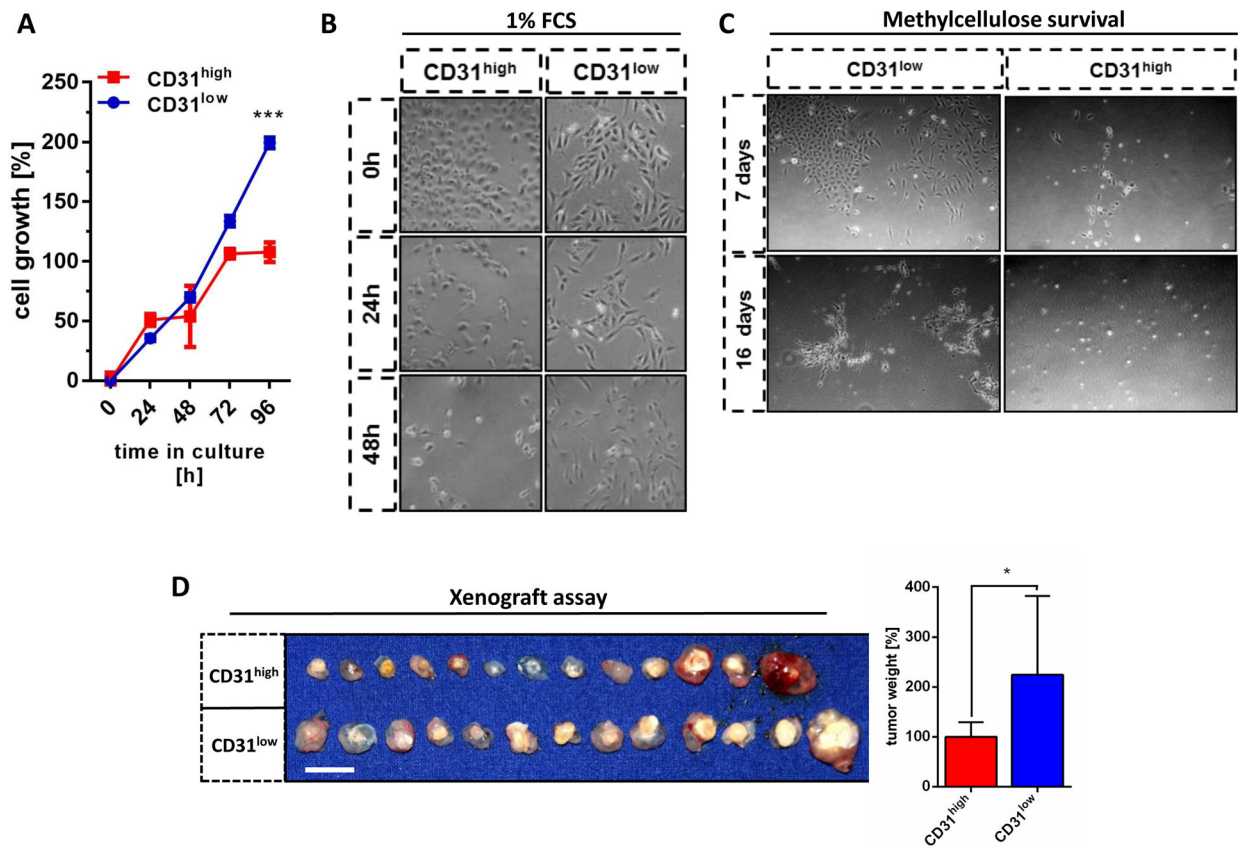 A
cell growth [%]
250
200
150
100
50
0
CD31high
CD31low
***
0
24
48
72
96
time in culture
[h]
B
1% FCS
CD31high
CD31low
0h
24h
48h
C
Methylcellulose survival
CD31low
CD31high
7 days
16 days
D
Xenograft assay
CD31high
CD31low
tumor weight [%]
400
300
200
100
0
*
CD31high
CD31low